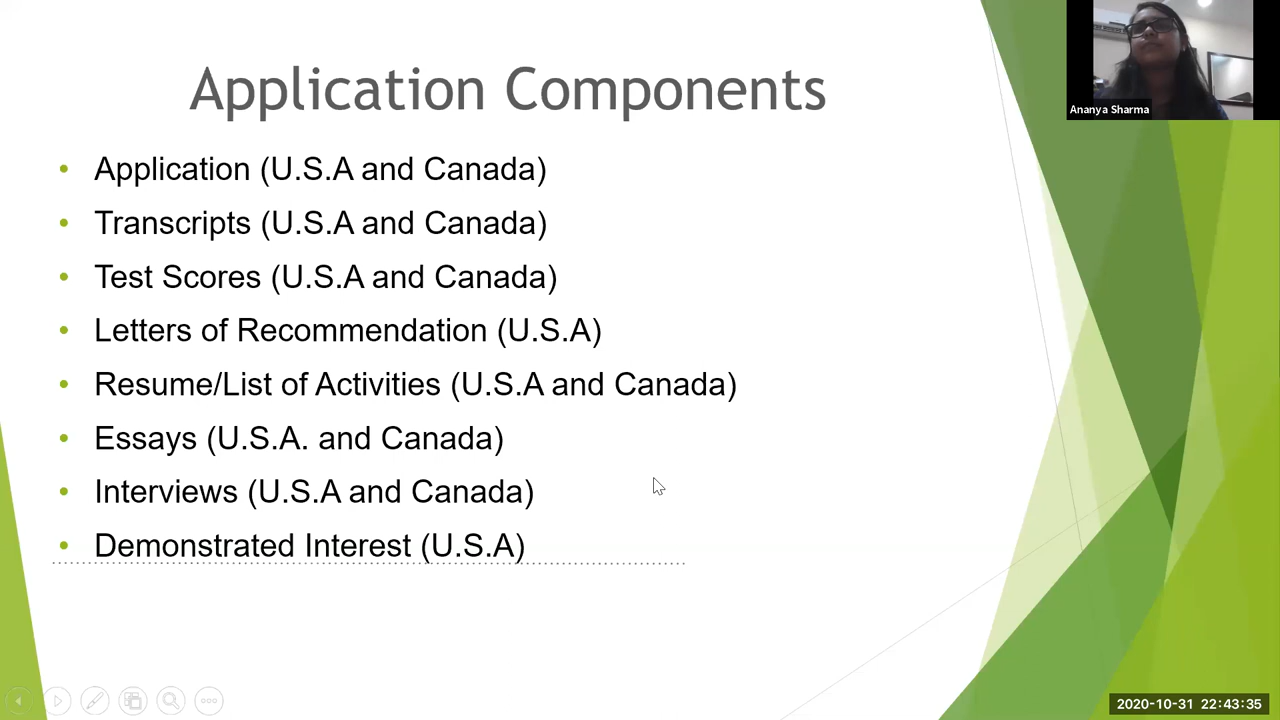 Application Components
Ananya Sharma
• Application (U.S.A and Canada)
• Transcripts (U.S.A and Canada)
• Test Scores (U.S.A and Canada)
• Letters of Recommendation (U.S.A)
• Resume/List of Activities (U.S.A and Canada)
• Essays (U.S.A. and Canada)
• Interviews (U.S.A and Canada)
• Demonstrated Interest (U.S.A)
2020-10-31 22:43:35